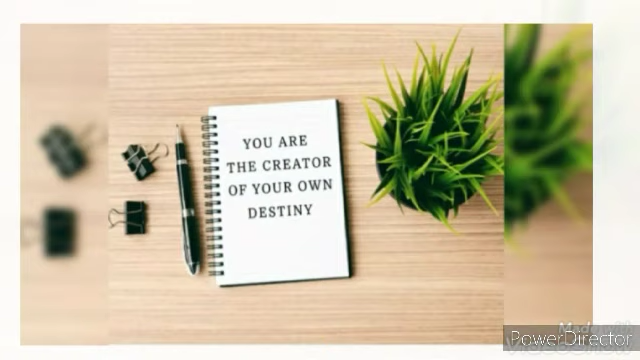 YOU ARE
THE CREATOR
OF YOUR OWN
DESTINY
PowerDirector